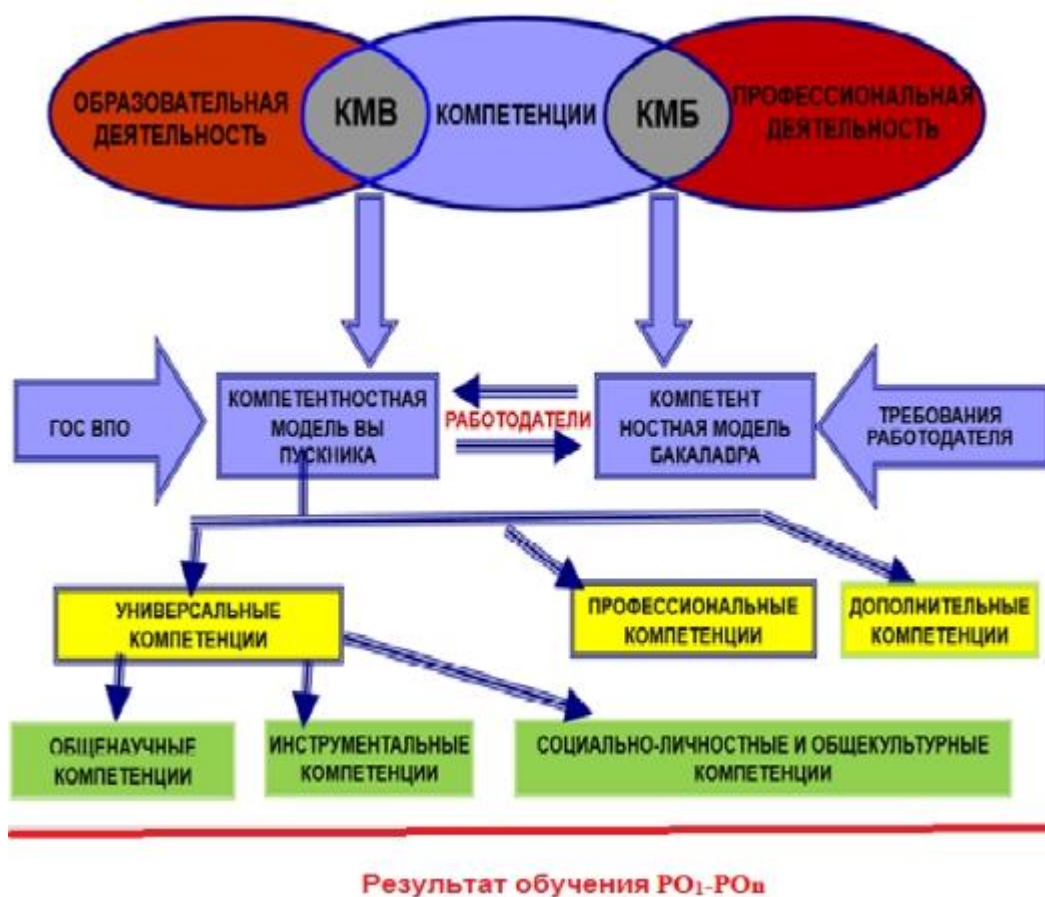 ОБРАЗОВАТЕЛЬНАЯ
ДЕЯТЕЛЬНОСТЬ
КМВ
КОМПЕТЕНЦИИ
КМБ
ПРОФЕССИОНАЛЬНАЯ
ДЕЯТЕЛЬНОСТЬ
ГОС ВПО
КОМПЕТЕНТНОСТНАЯ
МОДЕЛЬ ВЫ
ПУСКНИКА
РАБОТОДАТЕЛИ
КОМПЕТЕНТ
НОСТНАЯ МОДЕЛЬ
БАКАЛАВРА
ТРЕБОВАНИЯ
РАБОТОДАТЕЛЯ
УНИВЕРСАЛЬНЫЕ
КОМПЕТЕНЦИИ
ПРОФЕССИОНАЛЬНЫЕ
КОМПЕТЕНЦИИ
ДОПОЛНИТЕЛЬНЫЕ
КОМПЕТЕНЦИИ
ОБЩЕНАУЧНЫЕ
КОМПЕТЕНЦИИ
ИНСТРУМЕНТАЛЬНЫЕ
КОМПЕТЕНЦИИ
СОЦИАЛЬНО-ЛИЧНОСТНЫЕ И ОБЩЕКУЛЬТУРНЫЕ
КОМПЕТЕНЦИИ
Результат обучения РО₁-РОn